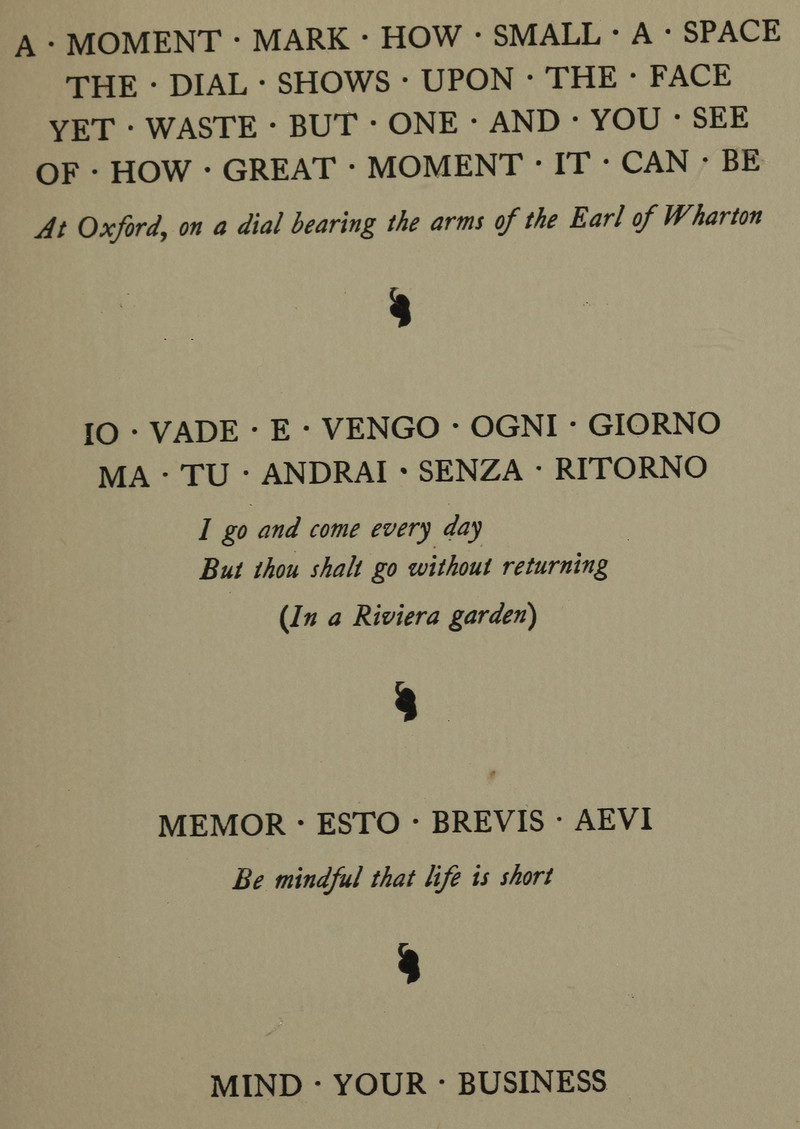 A · MOMENT · MARK · HOW · SMALL · A · SPACE
THE · DIAL · SHOWS · UPON · THE · FACE
YET · WASTE · BUT · ONE · AND · YOU · SEE
OF · HOW · GREAT · MOMENT · IT · CAN · BE
At Oxford, on a dial bearing the arms of the Earl of Wharton
IO · VADE · E · VENGO · OGNI · GIORNO
MA · TU · ANDRAI · SENZA · RITORNO
I go and come every day
But thou shalt go without returning
(In a Riviera garden)
MEMOR · ESTO · BREVIS · AEVI
Be mindful that life is short
MIND · YOUR · BUSINESS